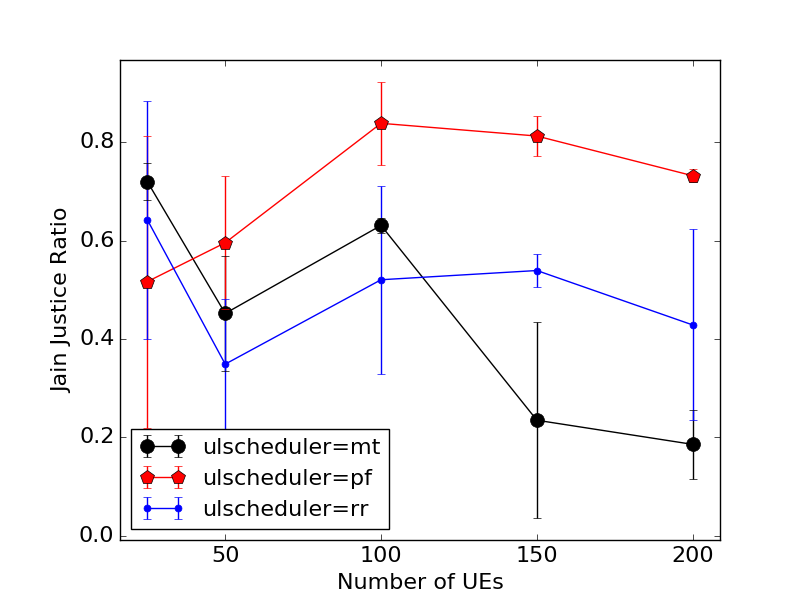 Jain Justice Ratio
0.8
0.6
0.4
0.2
0.0
ulscheduler=mt
ulscheduler=pf
ulscheduler=rr
50 100 150 200
Number of UEs